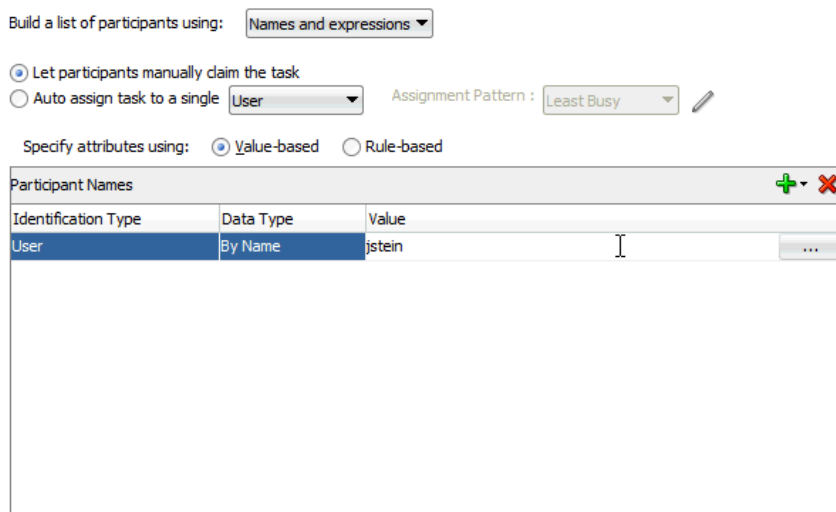 Build a list of participants using: Names and expressions
Let participants manually claim the task
Auto assign task to a single User Assignment Pattern : Least Busy
Specify attributes using: Value-based Rule-based
Participant Names
Identification Type Data Type Value
User By Name jstein ...